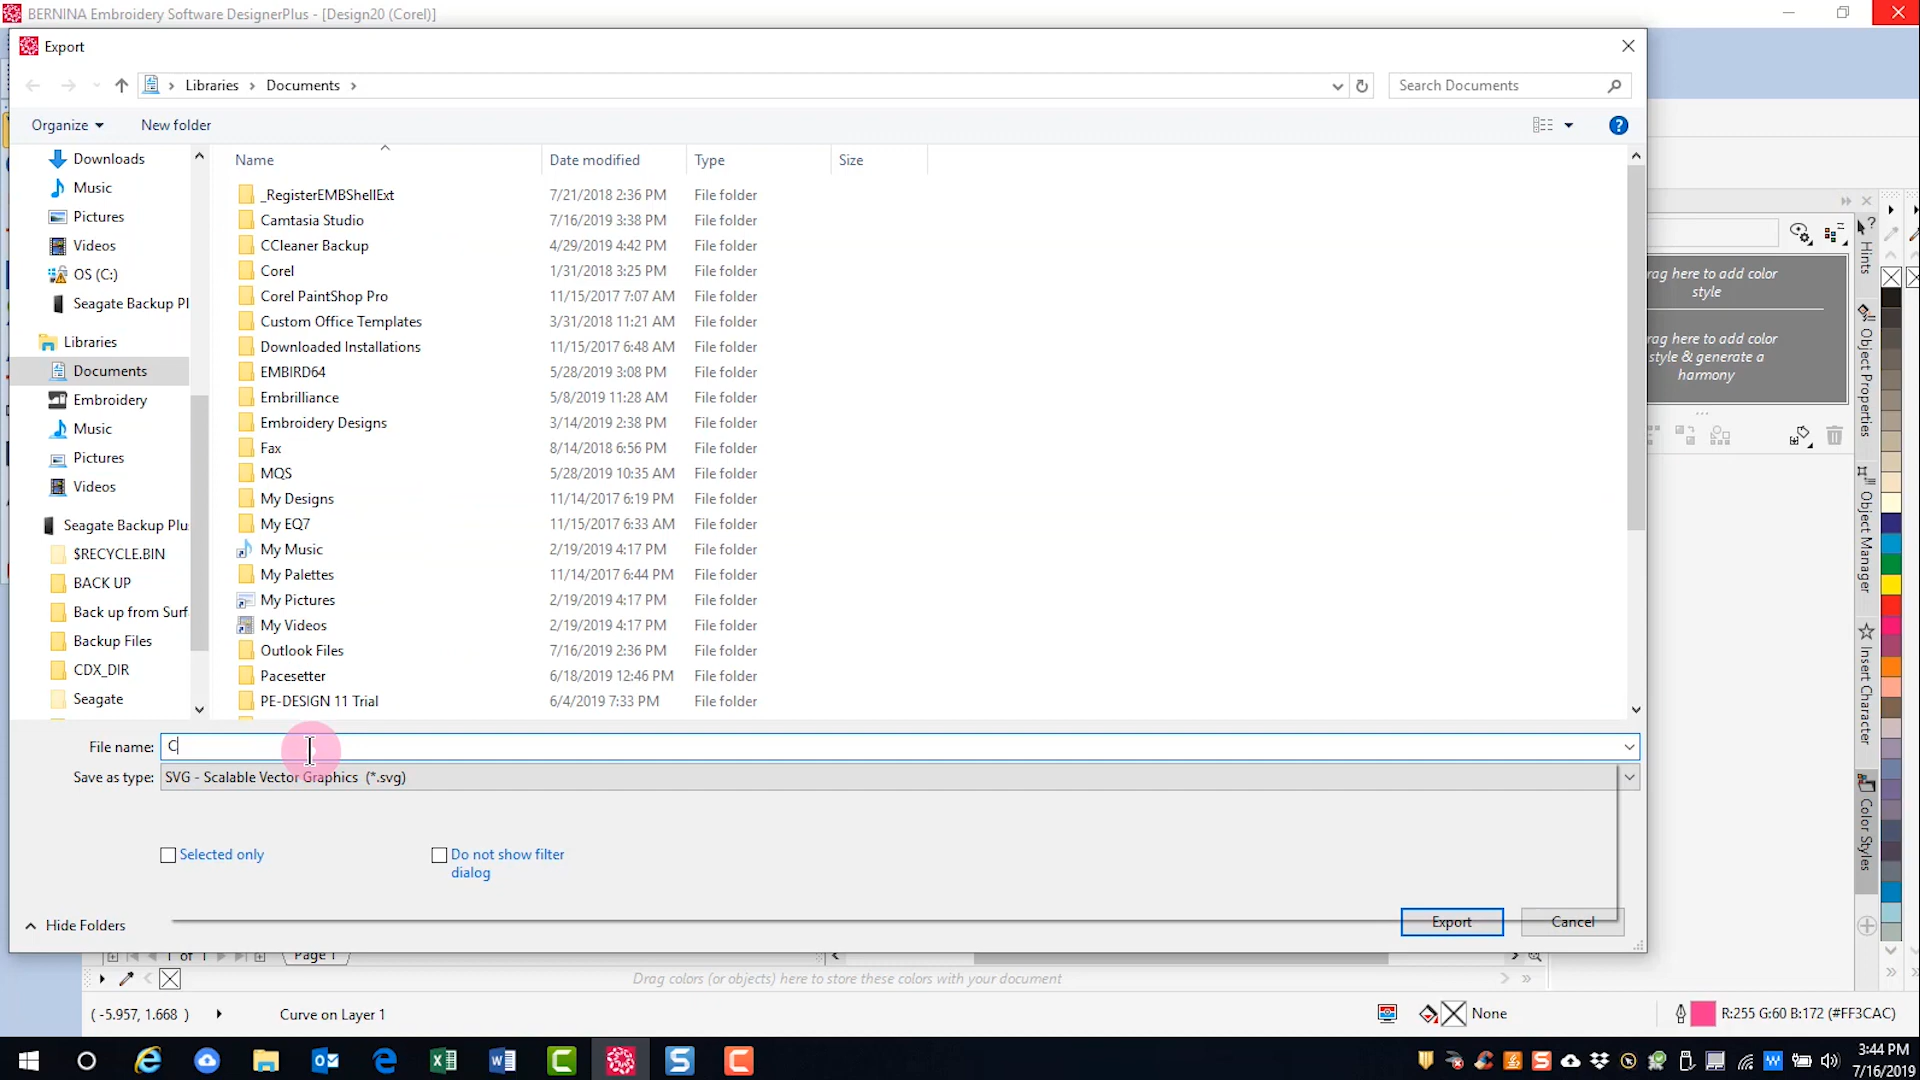 BERNINA Embroidery Software DesignerPlus - [Design20 (Corel)]
Export
Libraries
Documents
Search Documents
Organize
New folder
Name
Date modified
Type
Size
Downloads
Music
Pictures
Videos
OS (C:)
Seagate Backup Pl
Libraries
Documents
Embroidery
Music
Pictures
Videos
Seagate Backup Plu
$RECYCLE.BIN
BACK UP
Back up from Surf
Backup Files
CDX_DIR
Seagate
_RegisterEMBShellExt 7/21/2018 2:36 PM File folder
Camtasia Studio 7/16/2019 3:38 PM File folder
CCleaner Backup 4/29/2019 4:42 PM File folder
Corel 1/31/2018 3:25 PM File folder
Corel PaintShop Pro 11/15/2017 7:07 AM File folder
Custom Office Templates 3/31/2018 11:21 AM File folder
Downloaded Installations 11/15/2017 6:48 AM File folder
EMBIRD64 5/28/2019 3:08 PM File folder
Embrilliance 5/8/2019 11:28 AM File folder
Embroidery Designs 3/14/2019 2:38 PM File folder
Fax 8/14/2018 6:56 PM File folder
MQS 5/28/2019 10:35 AM File folder
My Designs 11/14/2017 6:19 PM File folder
My EQ7 11/15/2017 6:33 AM File folder
My Music 2/19/2019 4:17 PM File folder
My Palettes 11/14/2017 6:44 PM File folder
My Pictures 2/19/2019 4:17 PM File folder
My Videos 2/19/2019 4:17 PM File folder
Outlook Files 7/16/2019 2:36 PM File folder
Pacesetter 6/18/2019 12:46 PM File folder
PE-DESIGN 11 Trial 6/4/2019 7:33 PM File folder
File name: C
Save as type: SVG - Scalable Vector Graphics (*.svg)
Selected only
Do not show filter
dialog
Hide Folders
Export
Cancel
rag here to add color
style
rag here to add color
style & generate a
harmony
Hints
Object Properties
Object Manager
Insert Character
Color Styles
1 of 1
Page 1
Drag colors (or objects) here to store these colors with your document
( -5.957, 1.668 )
Curve on Layer 1
None
R:255 G:60 B:172 (#FF3CAC)
3:44 PM
7/16/2019